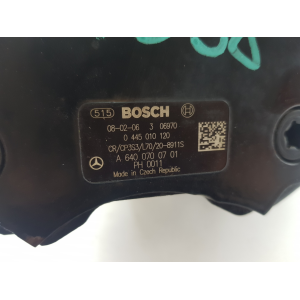 515 BOSCH
08-02-06 3 06970
0 445 010 120
CR/CP3S3/L70/20-8911S
A 640 070 07 01
PH 0011
Made in Czech Republic